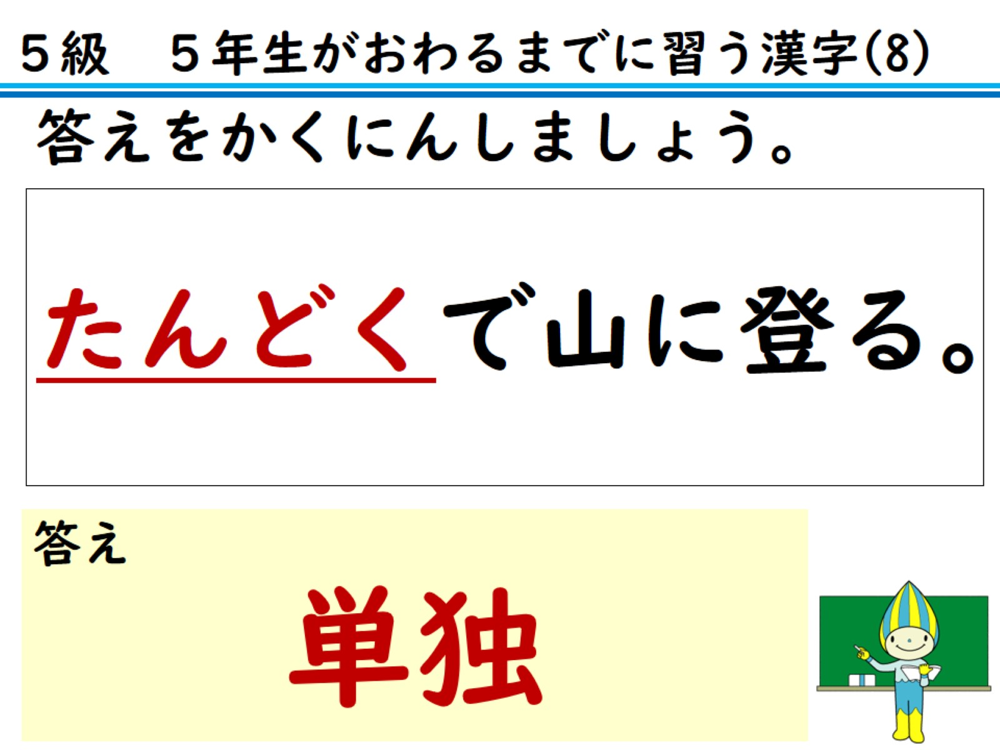 ５級　５年生がおわるまでに習う漢字(8)
答えをかくにんしましょう。
たんどくで山に登る。
答え
単独